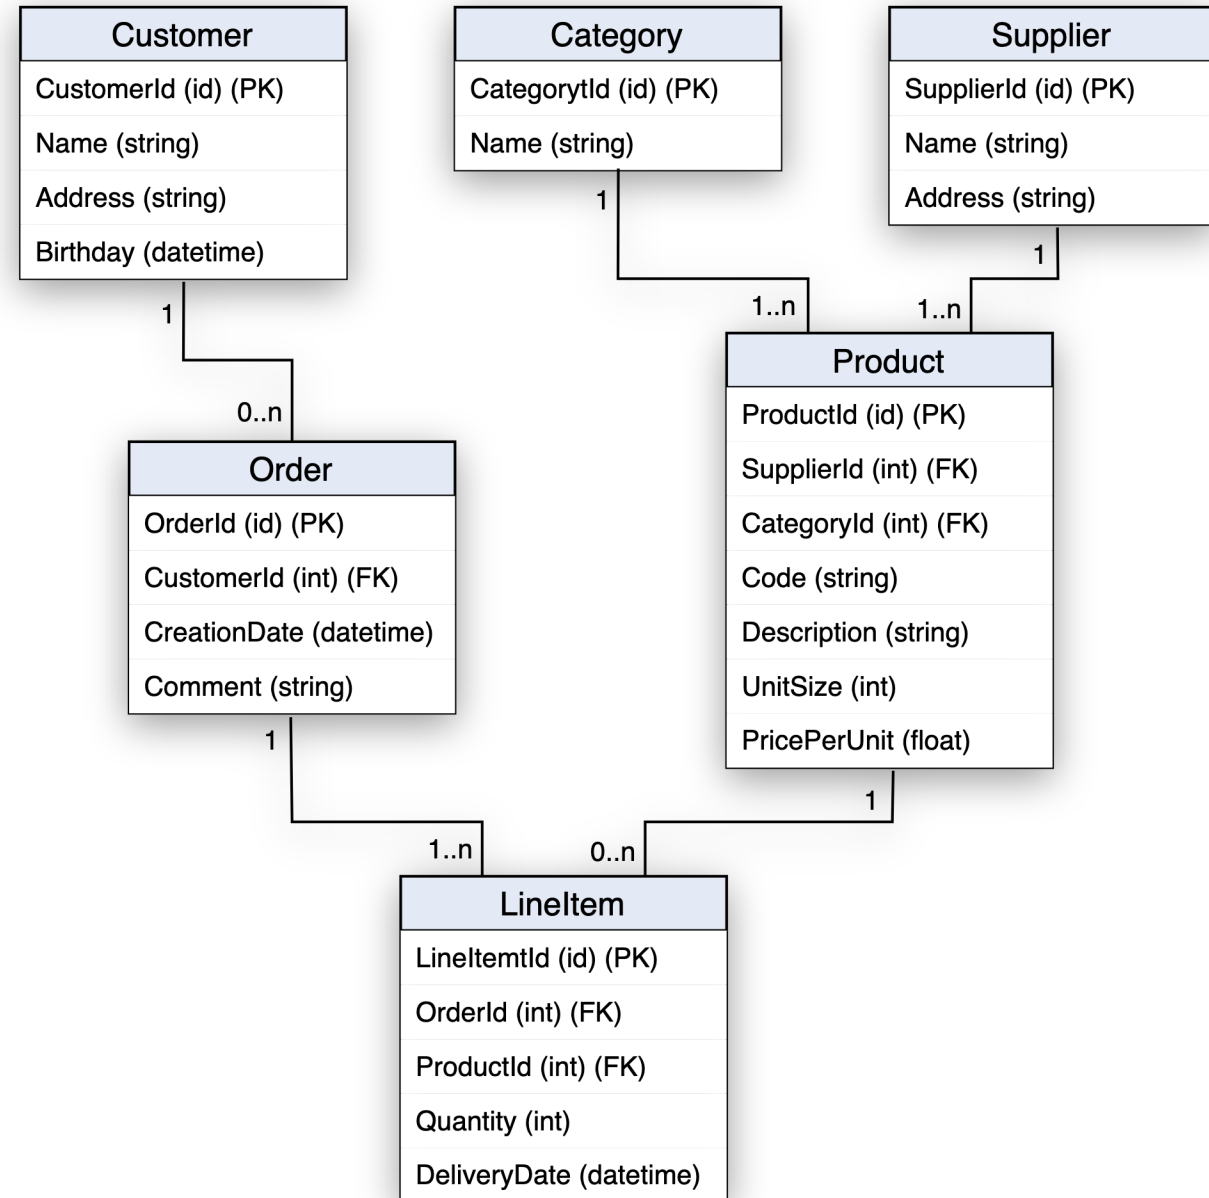 Customer
CustomerId (id) (PK)
Name (string)
Address (string)
Birthday (datetime)
Category
CategorytId (id) (PK)
Name (string)
Supplier
SupplierId (id) (PK)
Name (string)
Address (string)
1
0..n
1
1..n
1
1..n
Order
OrderId (id) (PK)
CustomerId (int) (FK)
CreationDate (datetime)
Comment (string)
Product
ProductId (id) (PK)
SupplierId (int) (FK)
CategoryId (int) (FK)
Code (string)
Description (string)
UnitSize (int)
PricePerUnit (float)
1
1..n
1
0..n
LineItem
LineItemtId (id) (PK)
OrderId (int) (FK)
ProductId (int) (FK)
Quantity (int)
DeliveryDate (datetime)